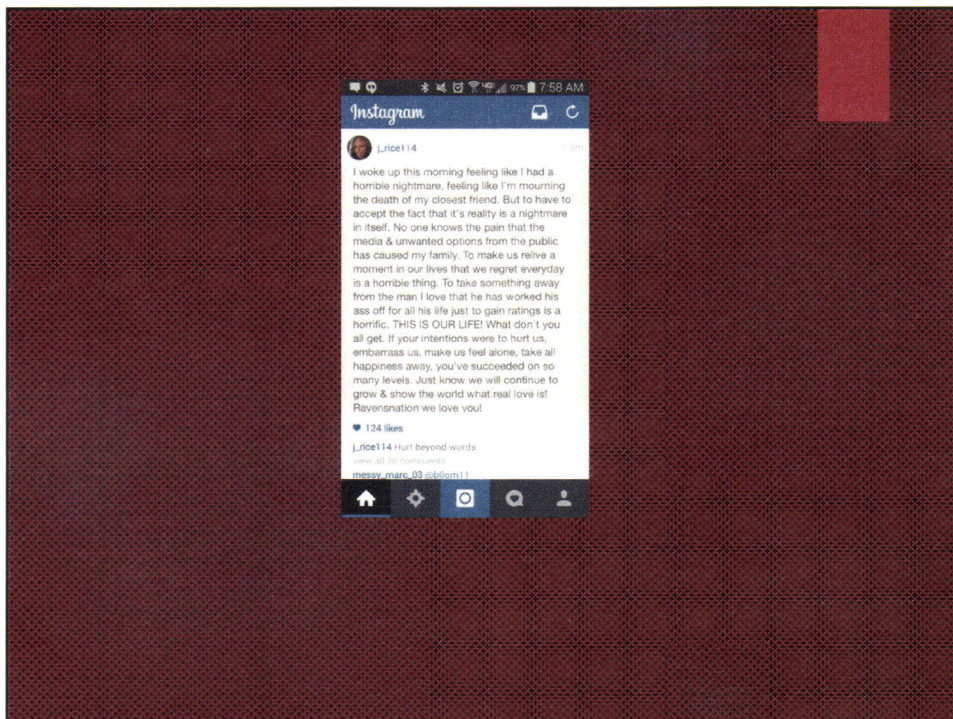 97% 7:58 AM
Instagram
j_rice114
I woke up this morning feeling like I had a
horrible nightmare, feeling like I'm mourning
the death of my closest friend. But to have to
accept the fact that it's reality is a nightmare
in itself. No one knows the pain that the
media & unwanted options from the public
has caused my family. To make us relive a
moment in our lives that we regret everyday
is a horrible thing. To take something away
from the man I love that he has worked his
ass off for all his life just to gain ratings is a
horrific. THIS IS OUR LIFE! What don't you
all get. If your intentions were to hurt us,
embarrass us, make us feel alone, take all
happiness away, you've succeeded on so
many levels. Just know we will continue to
grow & show the world what real love is!
Ravensnation we love you!
124 likes
j_rice114 Hurt beyond words
view all 36 comments
messy_marc_03 @b0om11